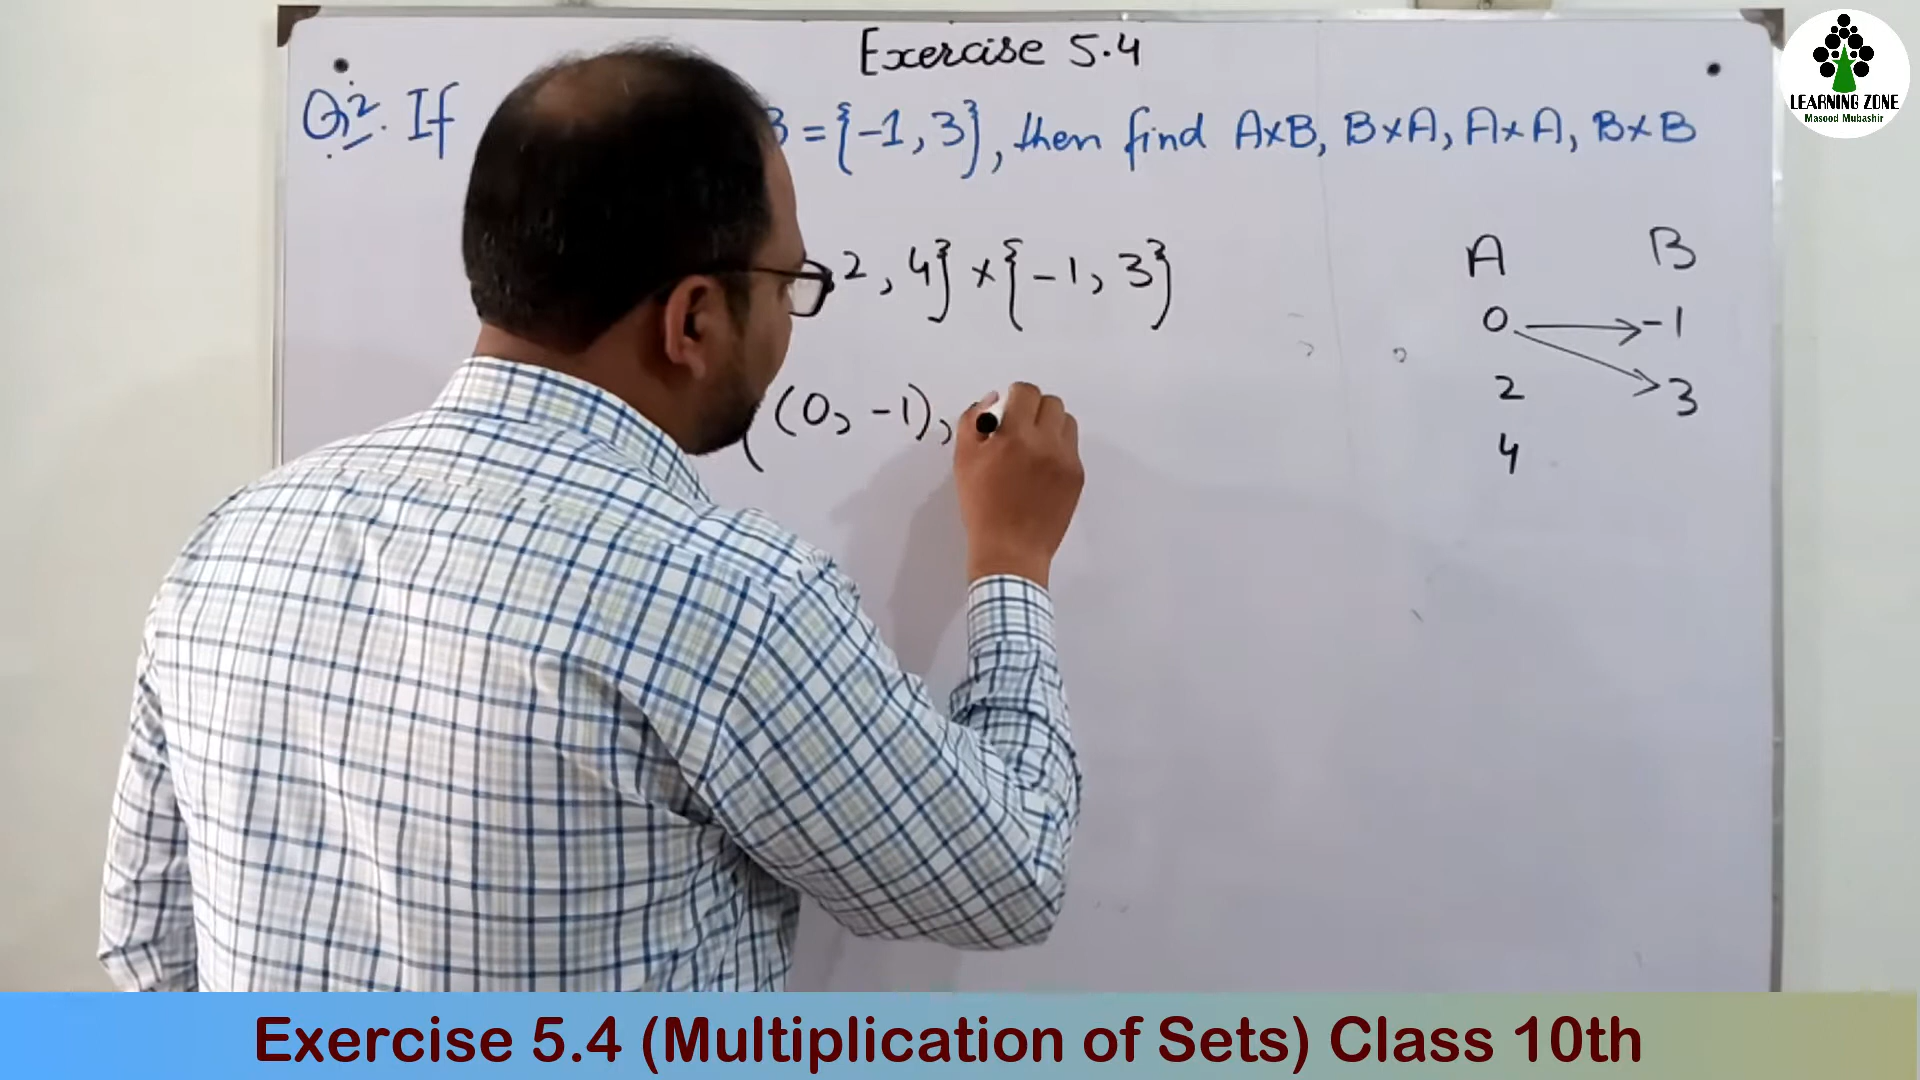 Exercise 5.4
Q.2. If B = {-1, 3}, then find A×B, B×A, A×A, B×B
2, 4} × {-1, 3}
(0, -1),
A B
0 -1
2 3
4
LEARNING ZONE
Masood Mubashir
Exercise 5.4 (Multiplication of Sets) Class 10th